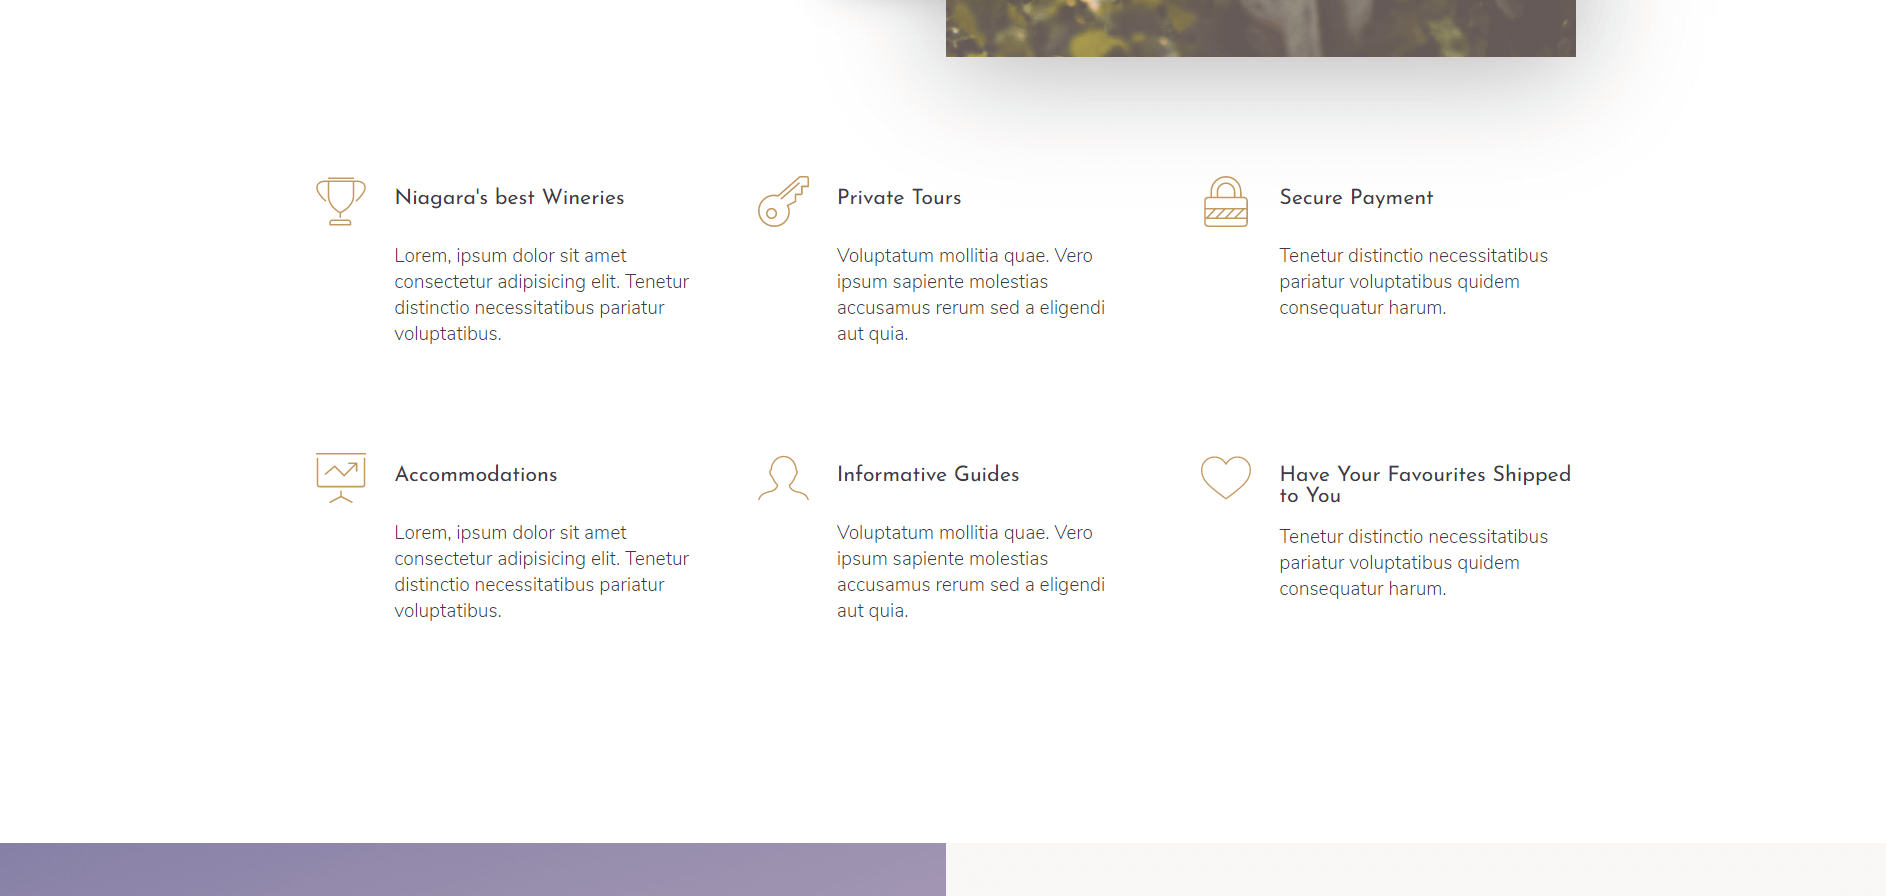 Niagara's best Wineries
Lorem, ipsum dolor sit amet
consectetur adipisicing elit. Tenetur
distinctio necessitatibus pariatur
voluptatibus.
Private Tours
Voluptatum mollitia quae. Vero
ipsum sapiente molestias
accusamus rerum sed a eligendi
aut quia.
Secure Payment
Tenetur distinctio necessitatibus
pariatur voluptatibus quidem
consequatur harum.
Accommodations
Lorem, ipsum dolor sit amet
consectetur adipisicing elit. Tenetur
distinctio necessitatibus pariatur
voluptatibus.
Informative Guides
Voluptatum mollitia quae. Vero
ipsum sapiente molestias
accusamus rerum sed a eligendi
aut quia.
Have Your Favourites Shipped
to You
Tenetur distinctio necessitatibus
pariatur voluptatibus quidem
consequatur harum.